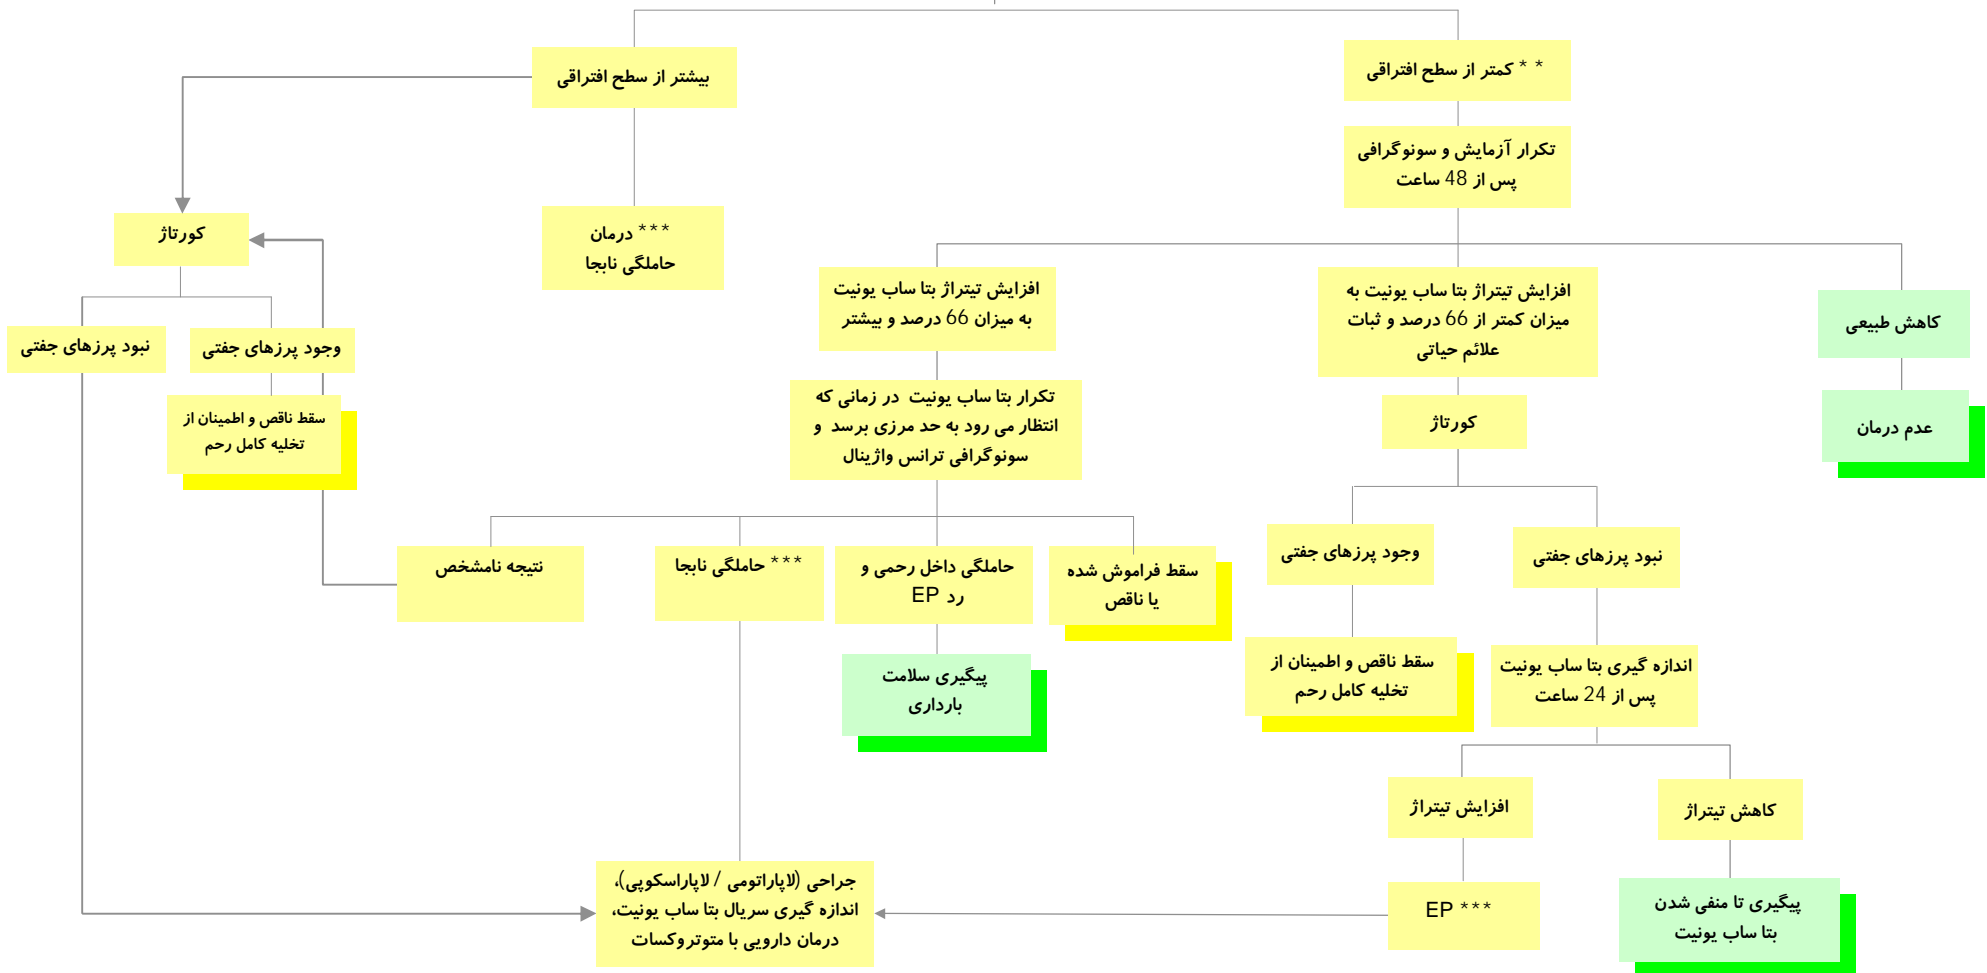 * * کمتر از سطح افتراقی
بیشتر از سطح افتراقی
تکرار آزمایش و سونوگرافی
پس از 48 ساعت
*** درمان
حاملگی نابجا
کورتاژ
کاهش طبیعی
افزایش تیتراژ بتا ساب یونیت به
میزان کمتر از 66 درصد و ثبات
علائم حیاتی
افزایش تیتراژ بتا ساب یونیت
به میزان 66 درصد و بیشتر
وجود پرزهای جفتی
نبود پرزهای جفتی
عدم درمان
کورتاژ
تکرار بتا ساب یونیت در زمانی که
انتظار می رود به حد مرزی برسد و
سونوگرافی ترانس واژینال
سقط ناقص و اطمینان از
تخلیه کامل رحم
نبود پرزهای جفتی
وجود پرزهای جفتی
سقط فراموش شده
یا ناقص
حاملگی داخل رحمی و
رد EP
*** حاملگی نابجا
نتیجه نامشخص
اندازه گیری بتا ساب یونیت
پس از 24 ساعت
سقط ناقص و اطمینان از
تخلیه کامل رحم
پیگیری سلامت
بارداری
کاهش تیتراژ
افزایش تیتراژ
پیگیری تا منفی شدن
بتا ساب یونیت
*** EP
جراحی (لاپاراتومی / لاپاراسکوپی)،
اندازه گیری سریال بتا ساب یونیت،
درمان دارویی با متوتروکسات